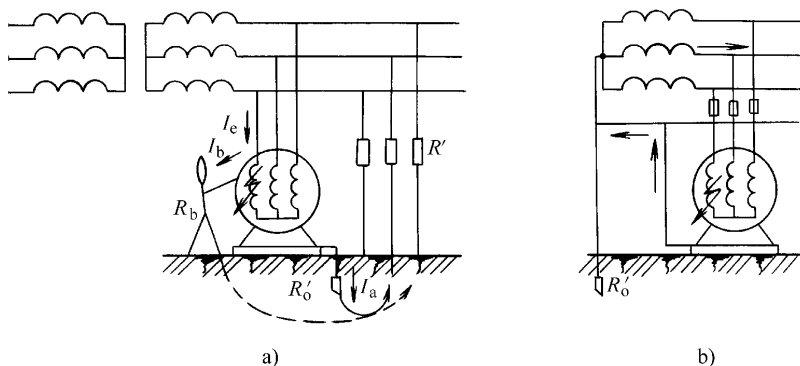 I_e
I_b
R'
R_b
R'_o
I_a
R'_o
a)
b)